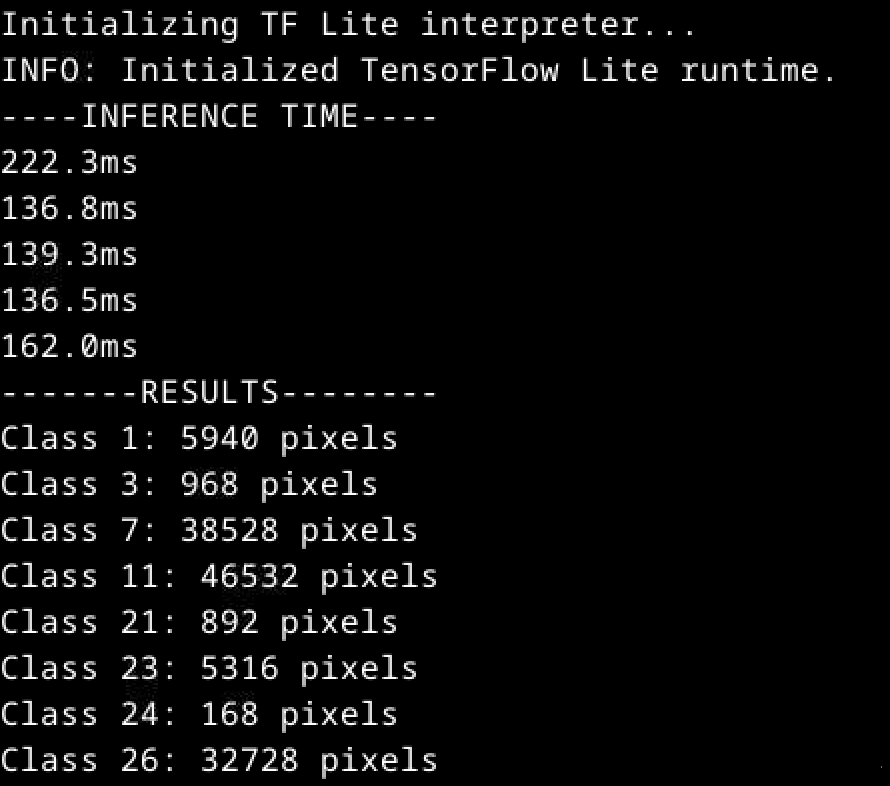 Initializing TF Lite interpreter...
INFO: Initialized TensorFlow Lite runtime.
----INFERENCE TIME----
222.3ms
136.8ms
139.3ms
136.5ms
162.0ms
-------RESULTS--------
Class 1: 5940 pixels
Class 3: 968 pixels
Class 7: 38528 pixels
Class 11: 46532 pixels
Class 21: 892 pixels
Class 23: 5316 pixels
Class 24: 168 pixels
Class 26: 32728 pixels